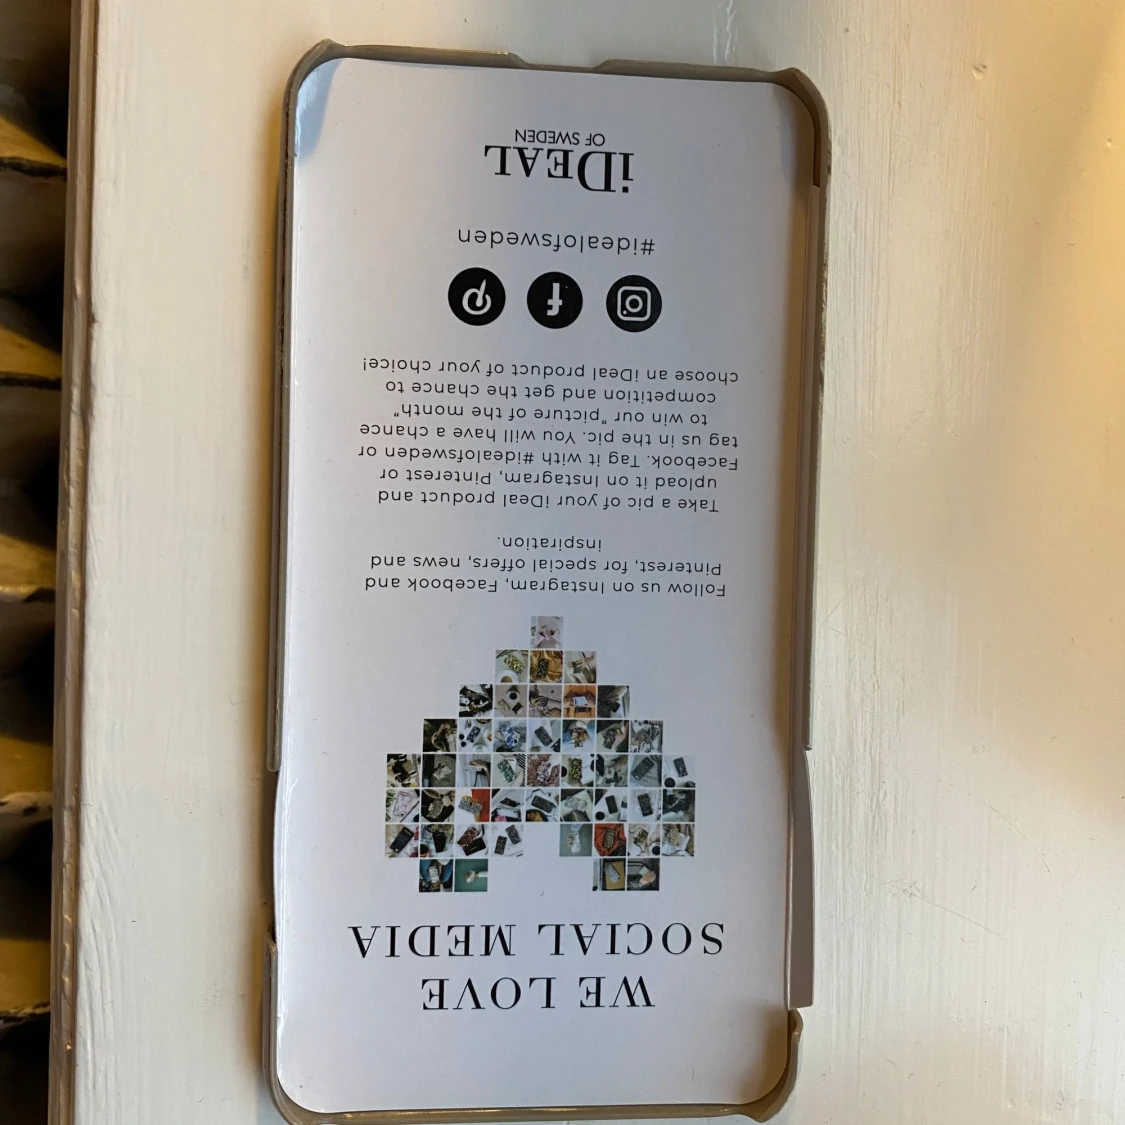 WE LOVE
SOCIAL MEDIA
Follow us on Instagram, Facebook and
Pinterest, for special offers, news and
inspiration.
Take a pic of your iDeal product and
upload it on Instagram, Pinterest or
Facebook. Tag it with #idealofsweden or
tag us in the pic. You will have a chance
to win our "picture of the month"
competition and get the chance to
choose an iDeal product of your choice!
#idealofsweden
iDEAL
OF SWEDEN